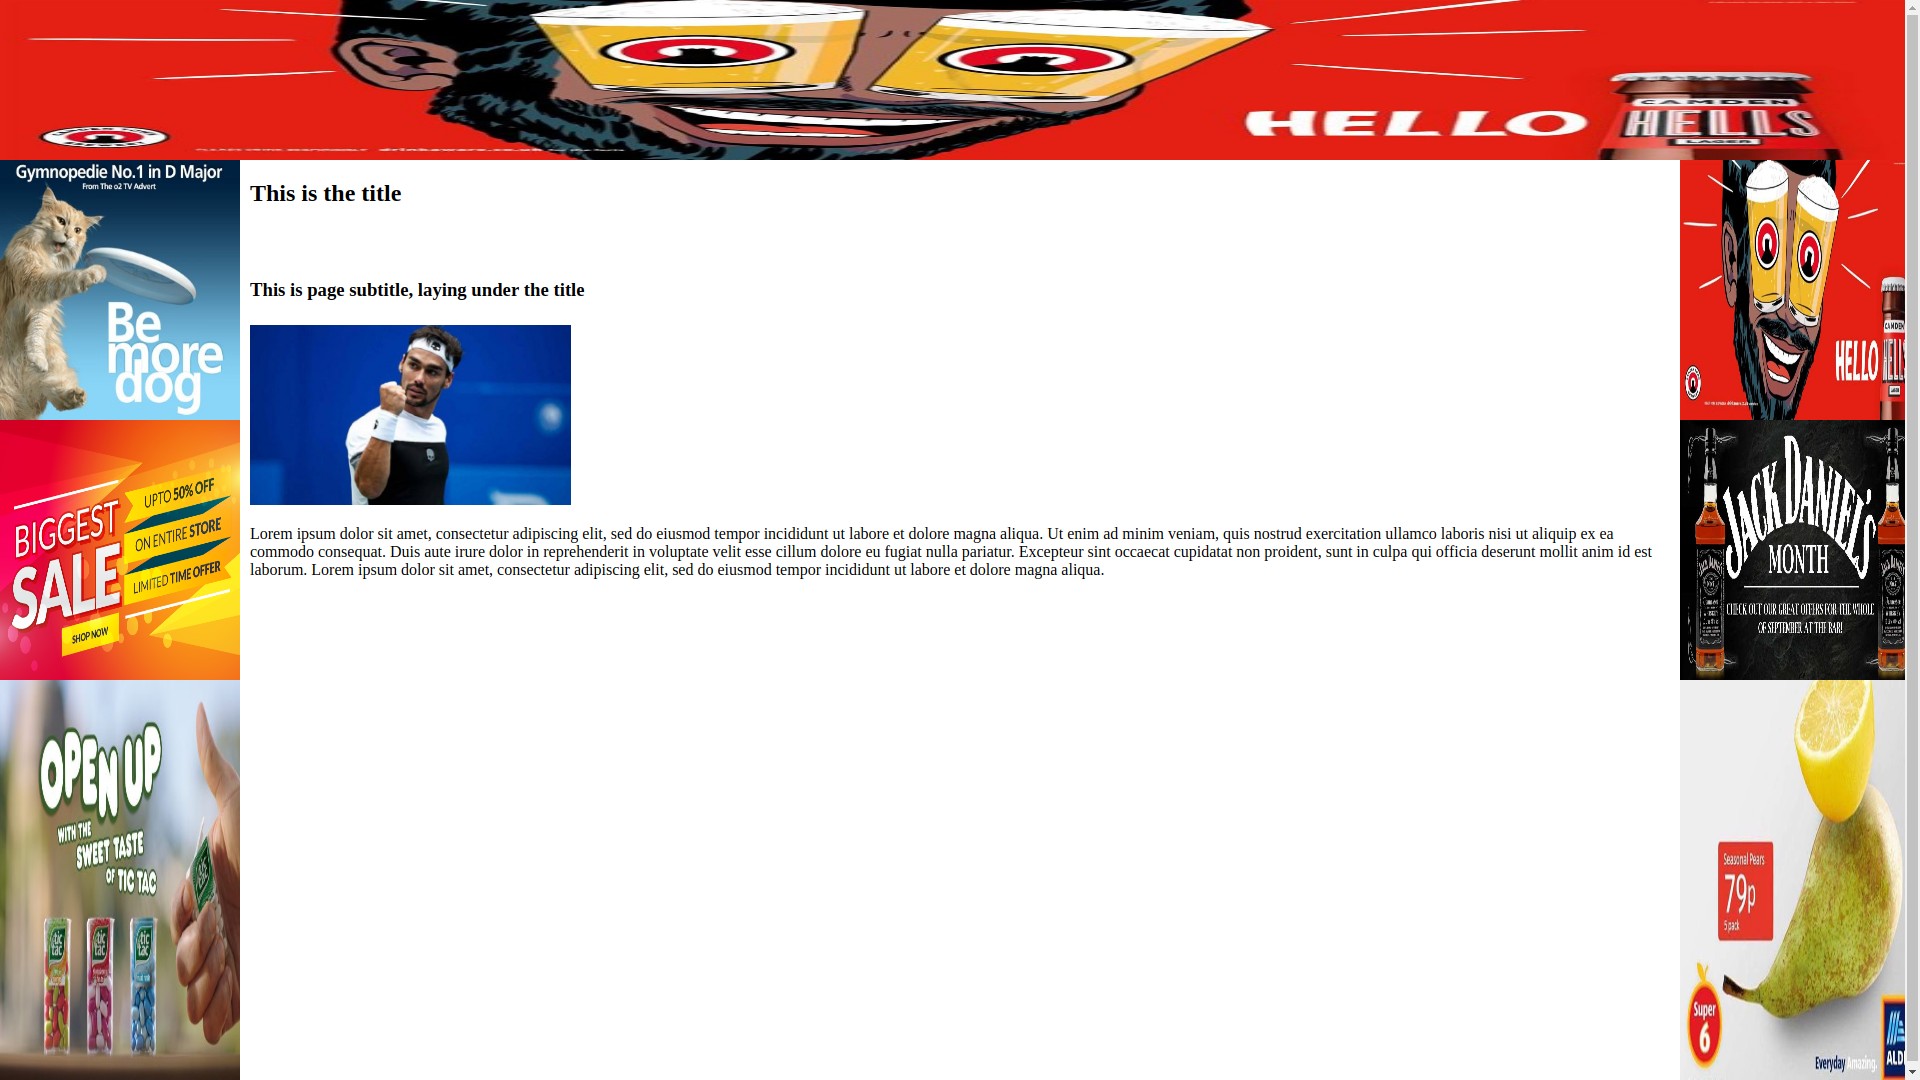 HELLO
CAMDEN
HELLS
LAGER
Gymnopedie No.1 in D Major
From The o2 TV Advert
Be
more
dog
BIGGEST
SALE
UPTO 50% OFF
ON ENTIRE STORE
LIMITED TIME OFFER
SHOP NOW
OPEN UP
WITH THE
SWEET TASTE
OF TIC TAC
tic
tac
tic
tac
tic
tac
This is the title
This is page subtitle, laying under the title
Lorem ipsum dolor sit amet, consectetur adipiscing elit, sed do eiusmod tempor incididunt ut labore et dolore magna aliqua. Ut enim ad minim veniam, quis nostrud exercitation ullamco laboris nisi ut aliquip ex ea
commodo consequat. Duis aute irure dolor in reprehenderit in voluptate velit esse cillum dolore eu fugiat nulla pariatur. Excepteur sint occaecat cupidatat non proident, sunt in culpa qui officia deserunt mollit anim id est
laborum. Lorem ipsum dolor sit amet, consectetur adipiscing elit, sed do eiusmod tempor incididunt ut labore et dolore magna aliqua.
HELLO
CAMDEN
HELLS
JACK DANIEL'S
MONTH
CHECK OUT OUR GREAT OFFERS FOR THE WHOLE
OF SEPTEMBER AT THE BAR!
Seasonal Pears
79p
5 pack
Super
6
Everyday Amazing.
ALD